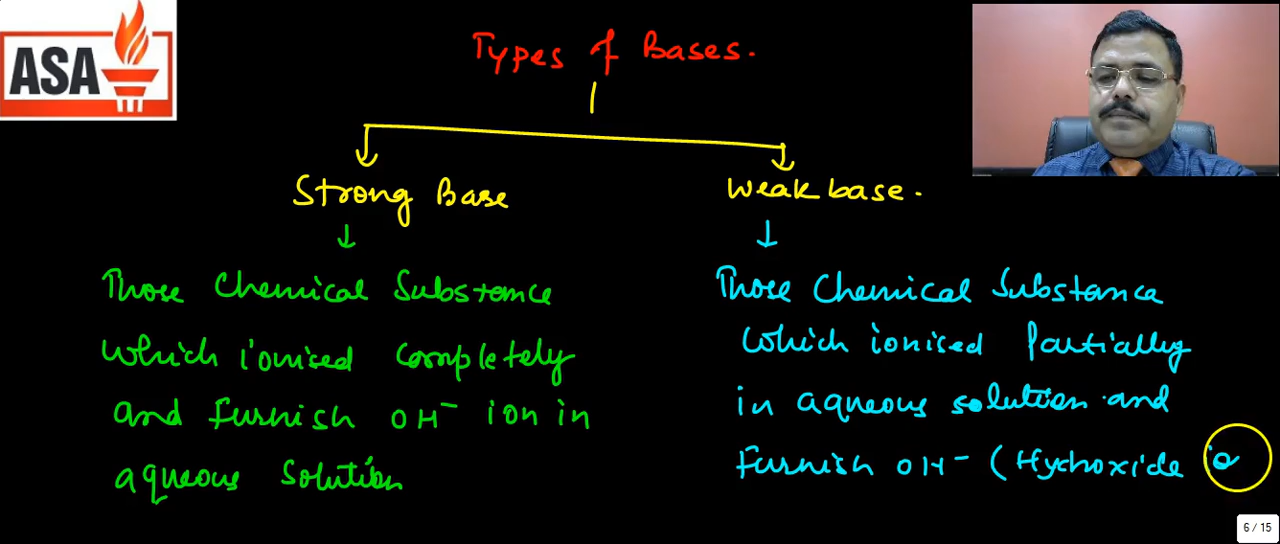 ASA
Types of Bases.
Strong Base
Weak base.
Those Chemical Substance
which ionised completely
and Furnish OH⁻ ion in
aqueous solution
Those Chemical Substance
which ionised Partially
in aqueous solution and
Furnish OH⁻ (Hydroxide io
6 / 15